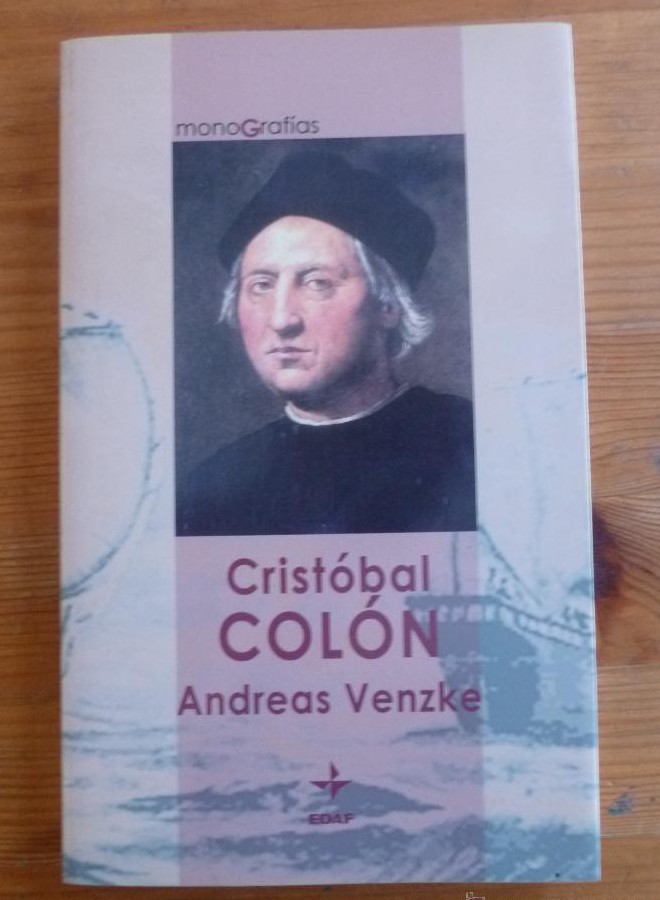 monoGrafías
Cristóbal
COLÓN
Andreas Venzke
EDAF